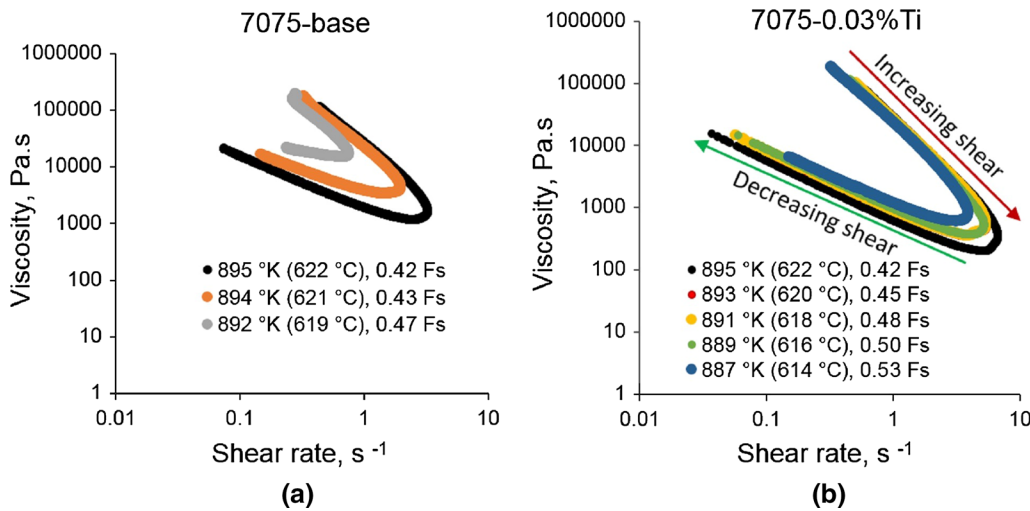 7075-base
1000000
100000
10000
1000
100
10
1
Viscosity, Pa.s
895 °K (622 °C), 0.42 Fs
894 °K (621 °C), 0.43 Fs
892 °K (619 °C), 0.47 Fs
0.01
0.1
1
10
Shear rate, s -1
(a)
7075-0.03%Ti
1000000
100000
10000
1000
100
10
1
Viscosity, Pa.s
Increasing shear
Decreasing shear
895 °K (622 °C), 0.42 Fs
893 °K (620 °C), 0.45 Fs
891 °K (618 °C), 0.48 Fs
889 °K (616 °C), 0.50 Fs
887 °K (614 °C), 0.53 Fs
0.01
0.1
1
10
Shear rate, s -1
(b)